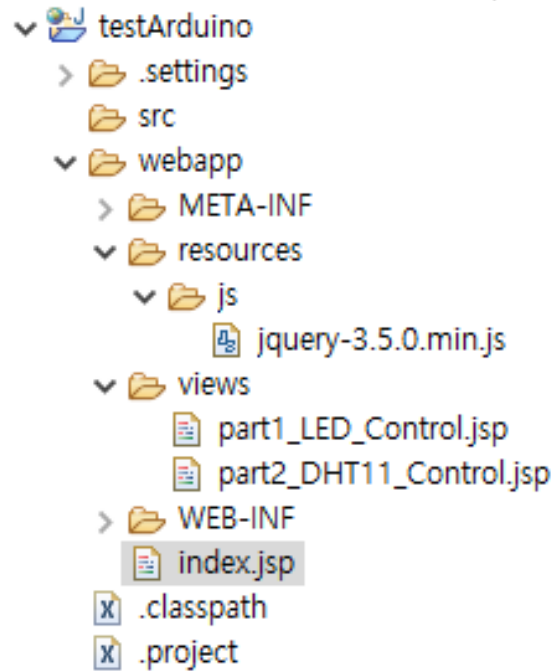 testArduino
.settings
src
webapp
META-INF
resources
js
jquery-3.5.0.min.js
views
part1_LED_Control.jsp
part2_DHT11_Control.jsp
WEB-INF
index.jsp
.classpath
.project